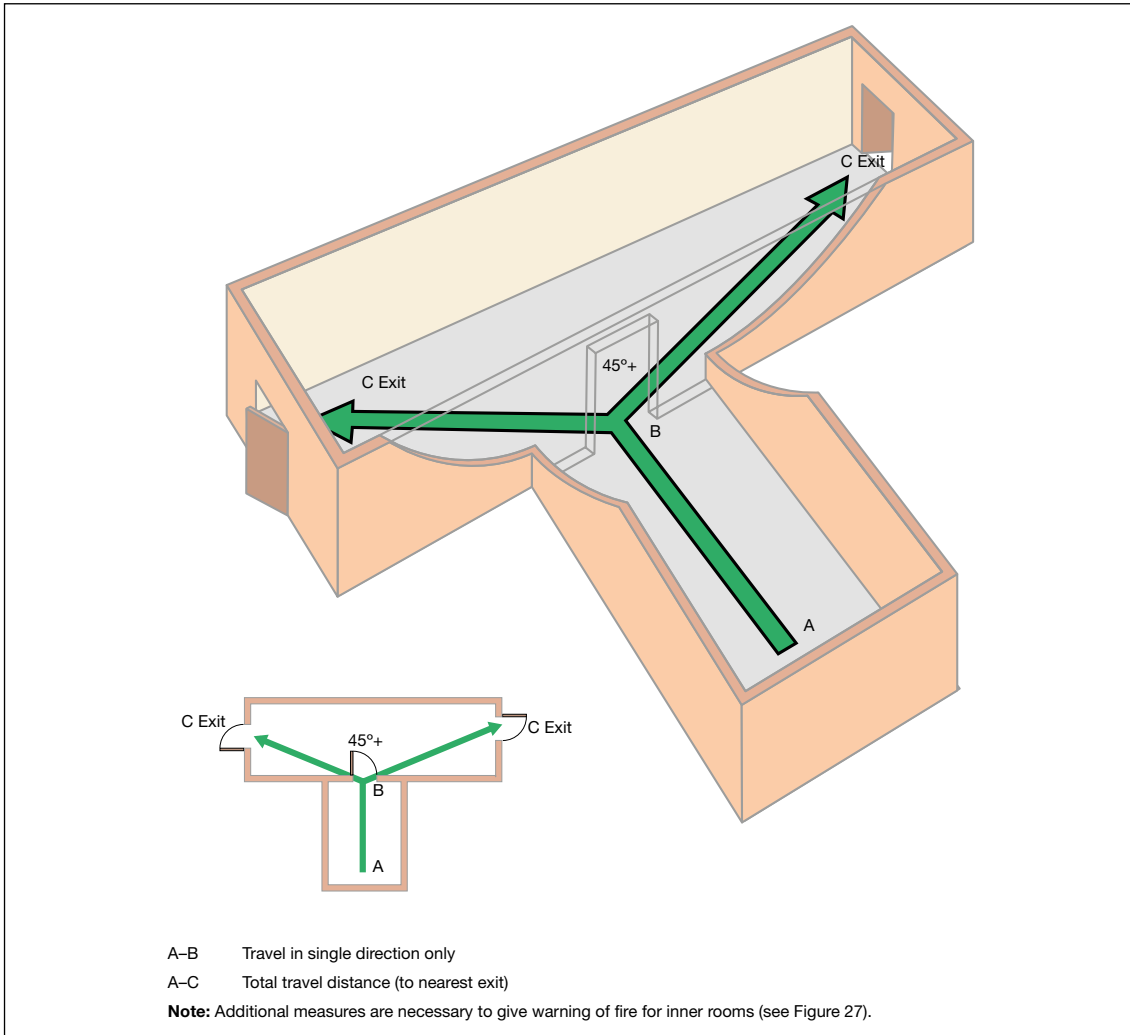 C Exit
C Exit
45º+
B
A
C Exit
45º+
C Exit
B
A
A–B Travel in single direction only
A–C Total travel distance (to nearest exit)
Note: Additional measures are necessary to give warning of fire for inner rooms (see Figure 27).